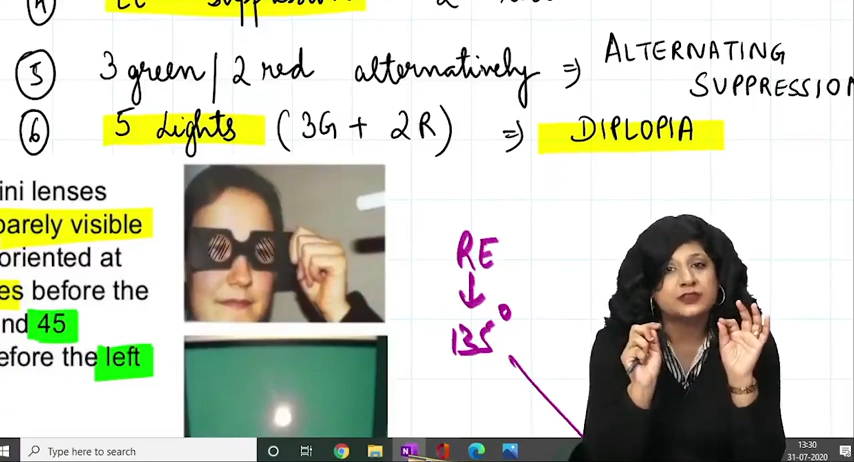 5 3 green / 2 red alternatively ⇒ ALTERNATING SUPPRESSION
6 5 Lights (3G + 2R) ⇒ DIPLOPIA
ini lenses
barely visible
oriented at
es before the
nd 45
efore the left
RE
↓
135°
Type here to search
13:30
31-07-2020